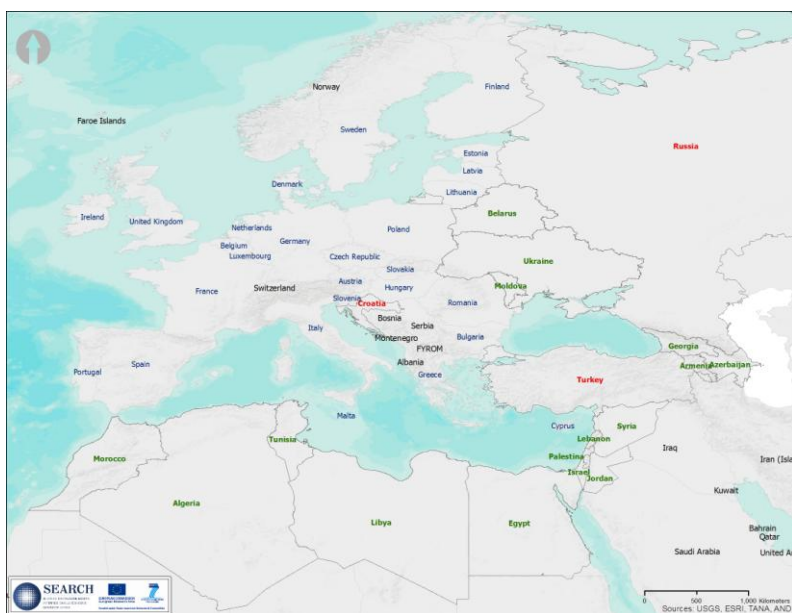 Norway
Finland
Faroe Islands
Sweden
Russia
Estonia
Latvia
Denmark
Lithuania
Ireland
United Kingdom
Belarus
Netherlands
Poland
Germany
Belgium
Luxembourg
Czech Republic
Ukraine
Slovakia
Austria
Moldova
France
Switzerland
Hungary
Slovenia
Croatia
Romania
Bosnia
Italy
Serbia
Montenegro
Bulgaria
FYROM
Georgia
Albania
Armenia
Azerbaijan
Portugal
Spain
Greece
Turkey
Malta
Cyprus
Syria
Tunisia
Lebanon
Iraq
Morocco
Palestina
Iran (Isla
Israel
Jordan
Algeria
Kuwait
Libya
Egypt
Bahrain
Qatar
Saudi Arabia
United A
SEARCH
EUROPEAN COMMISSION
0 500 1,000 Kilometers
Sources: USGS, ESRI, TANA, AND